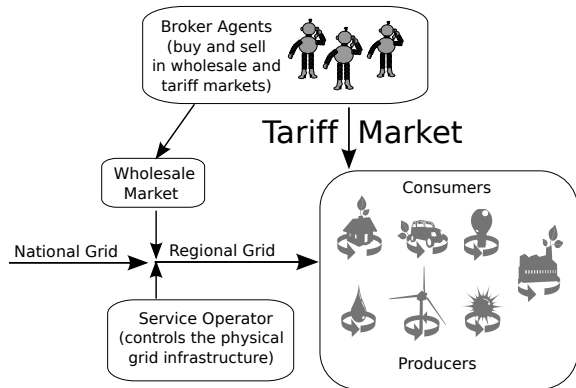 Broker Agents
(buy and sell
in wholesale and
tariff markets)
Tariff Market
Wholesale
Market
Consumers
National Grid
Regional Grid
Service Operator
(controls the physical
grid infrastructure)
Producers